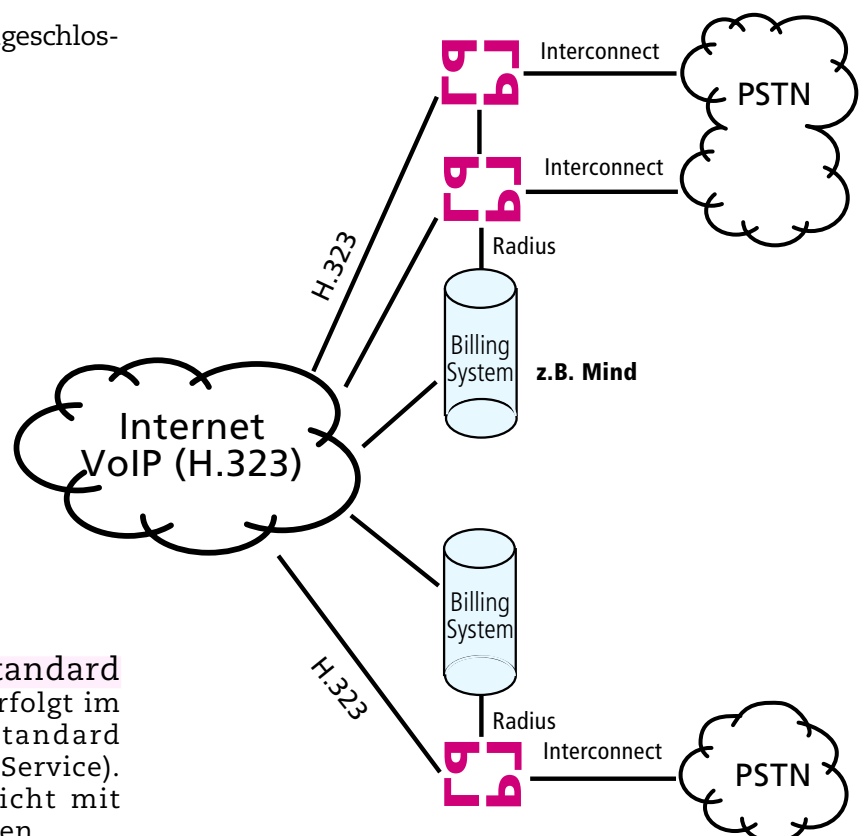 geschlos-
Interconnect
PSTN
Interconnect
Radius
H.323
Billing
System
z.B. Mind
Internet
VoIP (H.323)
Billing
System
H.323
Radius
Interconnect
PSTN
tandard
rfolgt im
tandard
Service).
icht mit
en